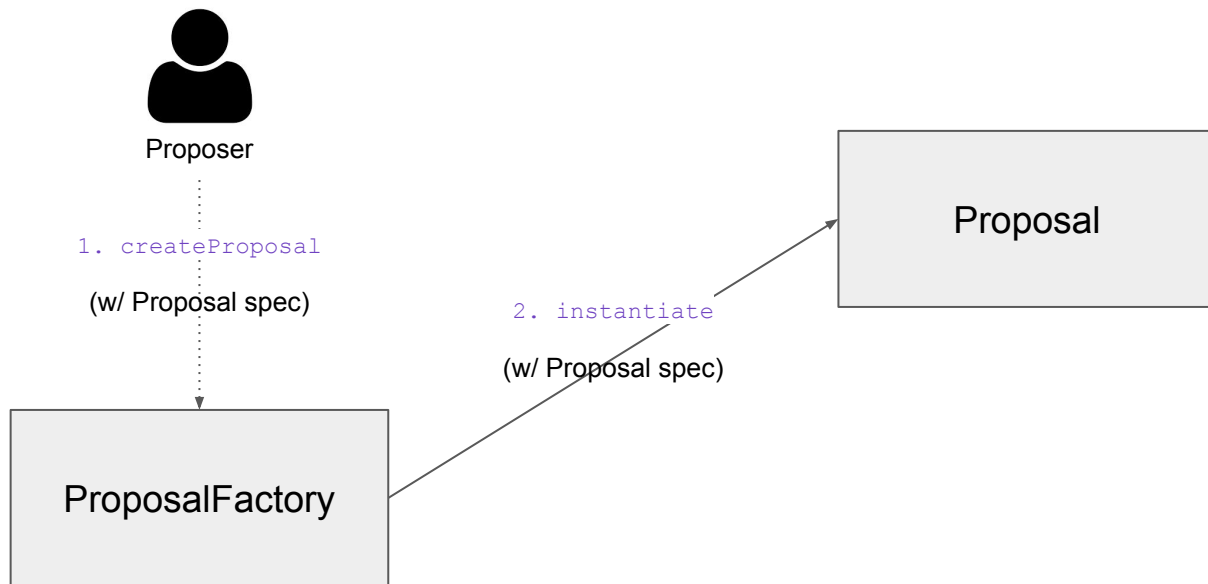 Proposer
1. createProposal
(w/ Proposal spec)
Proposal
2. instantiate
(w/ Proposal spec)
ProposalFactory